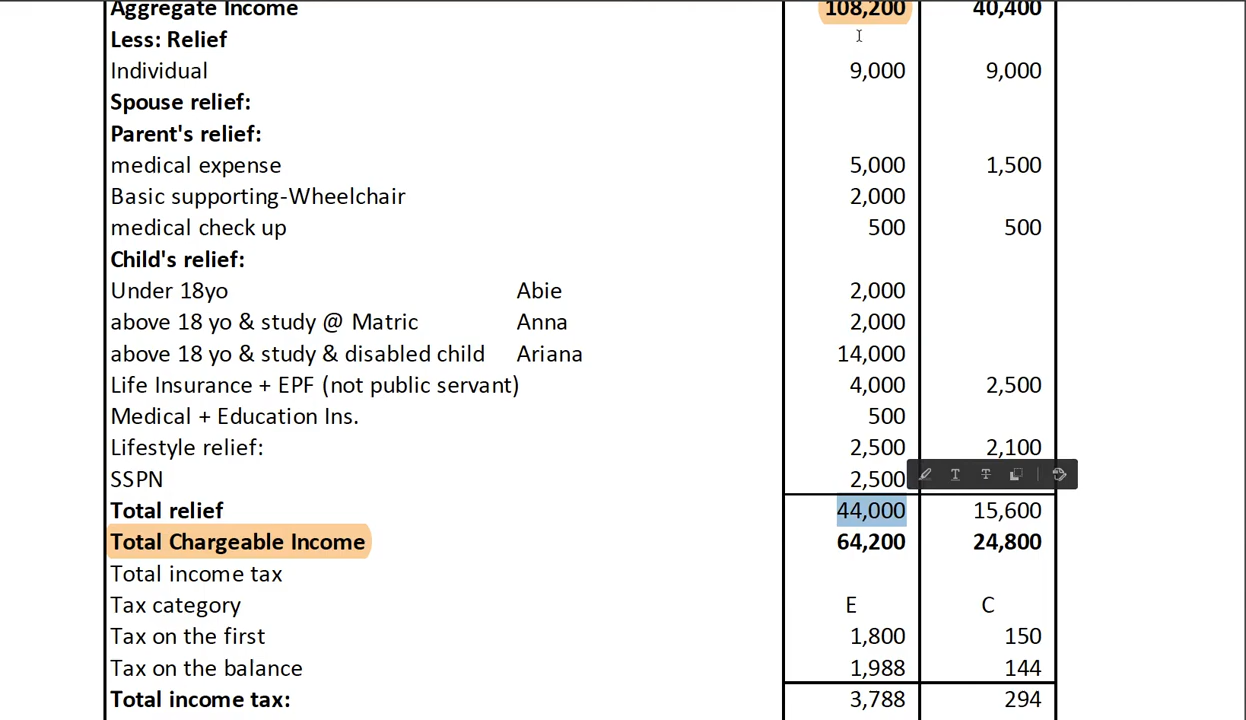 Aggregate Income 108,200 40,400
Less: Relief
Individual 9,000 9,000
Spouse relief:
Parent's relief:
medical expense 5,000 1,500
Basic supporting-Wheelchair 2,000
medical check up 500 500
Child's relief:
Under 18yo Abie 2,000
above 18 yo & study @ Matric Anna 2,000
above 18 yo & study & disabled child Ariana 14,000
Life Insurance + EPF (not public servant) 4,000 2,500
Medical + Education Ins. 500
Lifestyle relief: 2,500 2,100
SSPN 2,500
Total relief 44,000 15,600
Total Chargeable Income 64,200 24,800
Total income tax
Tax category E C
Tax on the first 1,800 150
Tax on the balance 1,988 144
Total income tax: 3,788 294